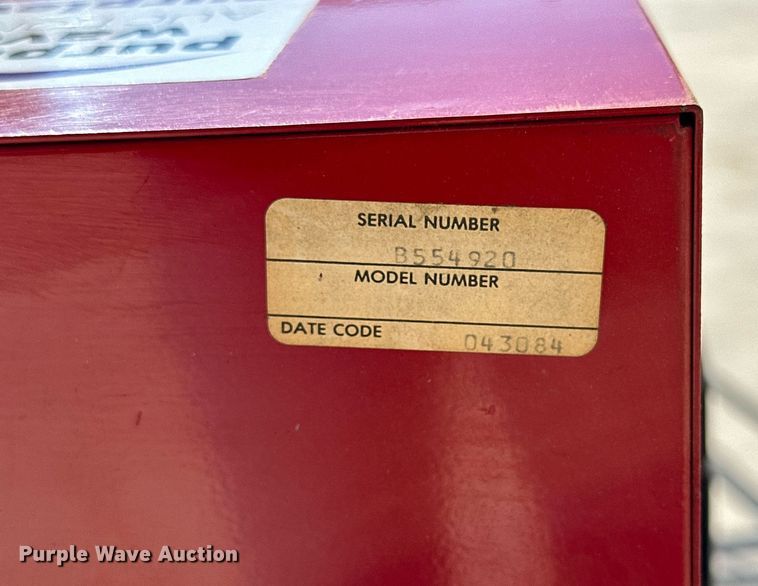 SERIAL NUMBER
B554920
MODEL NUMBER
DATE CODE 043084
Purple Wave Auction